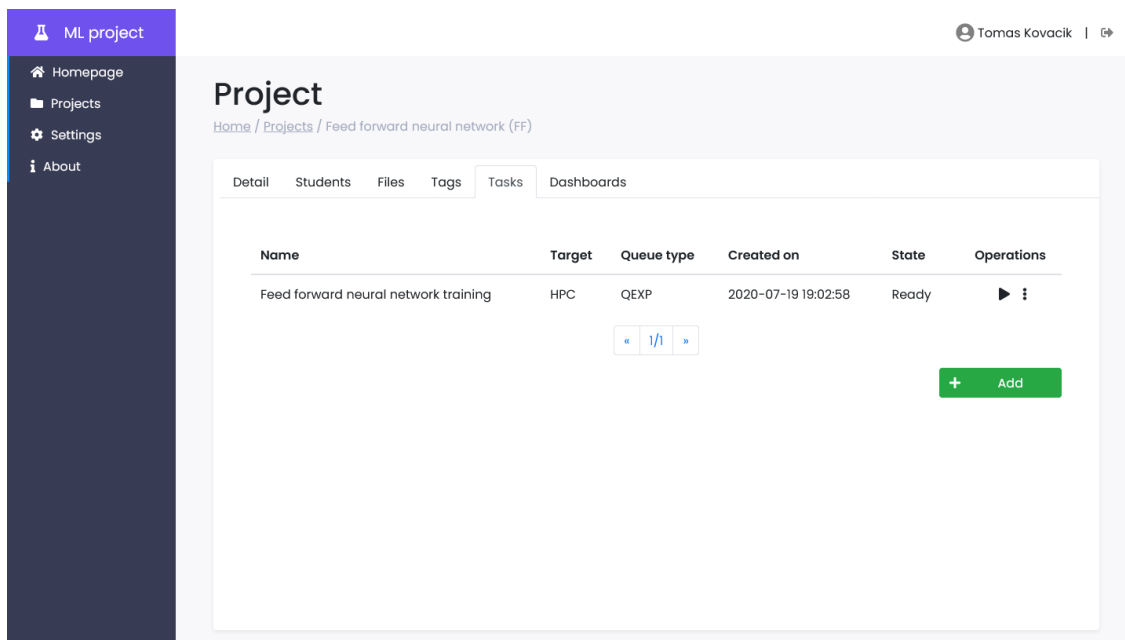 ML project
Tomas Kovacik |
Homepage
Projects
Settings
About
Project
Home / Projects / Feed forward neural network (FF)
Detail Students Files Tags Tasks Dashboards
Name Target Queue type Created on State Operations
Feed forward neural network training HPC QEXP 2020-07-19 19:02:58 Ready
« 1/1 »
+ Add